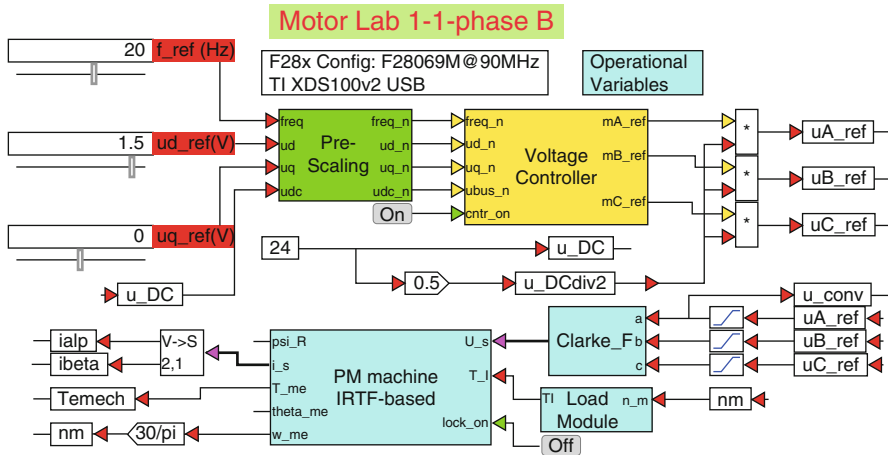 Motor Lab 1-1-phase B
20 f_ref (Hz)
F28x Config: F28069M@90MHz
TI XDS100v2 USB
Operational
Variables
1.5 ud_ref(V)
0 uq_ref(V)
u_DC
freq
ud
uq
udc
Pre-
Scaling
freq_n
ud_n
uq_n
udc_n
On
freq_n
ud_n
uq_n
ubus_n
cntr_on
Voltage
Controller
mA_ref
mB_ref
mC_ref
*
*
*
uA_ref
uB_ref
uC_ref
24
u_DC
0.5
u_DCdiv2
u_conv
uA_ref
uB_ref
uC_ref
a
b
c
Clarke_F
ialp
ibeta
V->S
2,1
Temech
nm
30/pi
psi_R
i_s
T_me
theta_me
w_me
PM machine
IRTF-based
U_s
T_l
lock_on
Tl
Load
Module
n_m
nm
Off